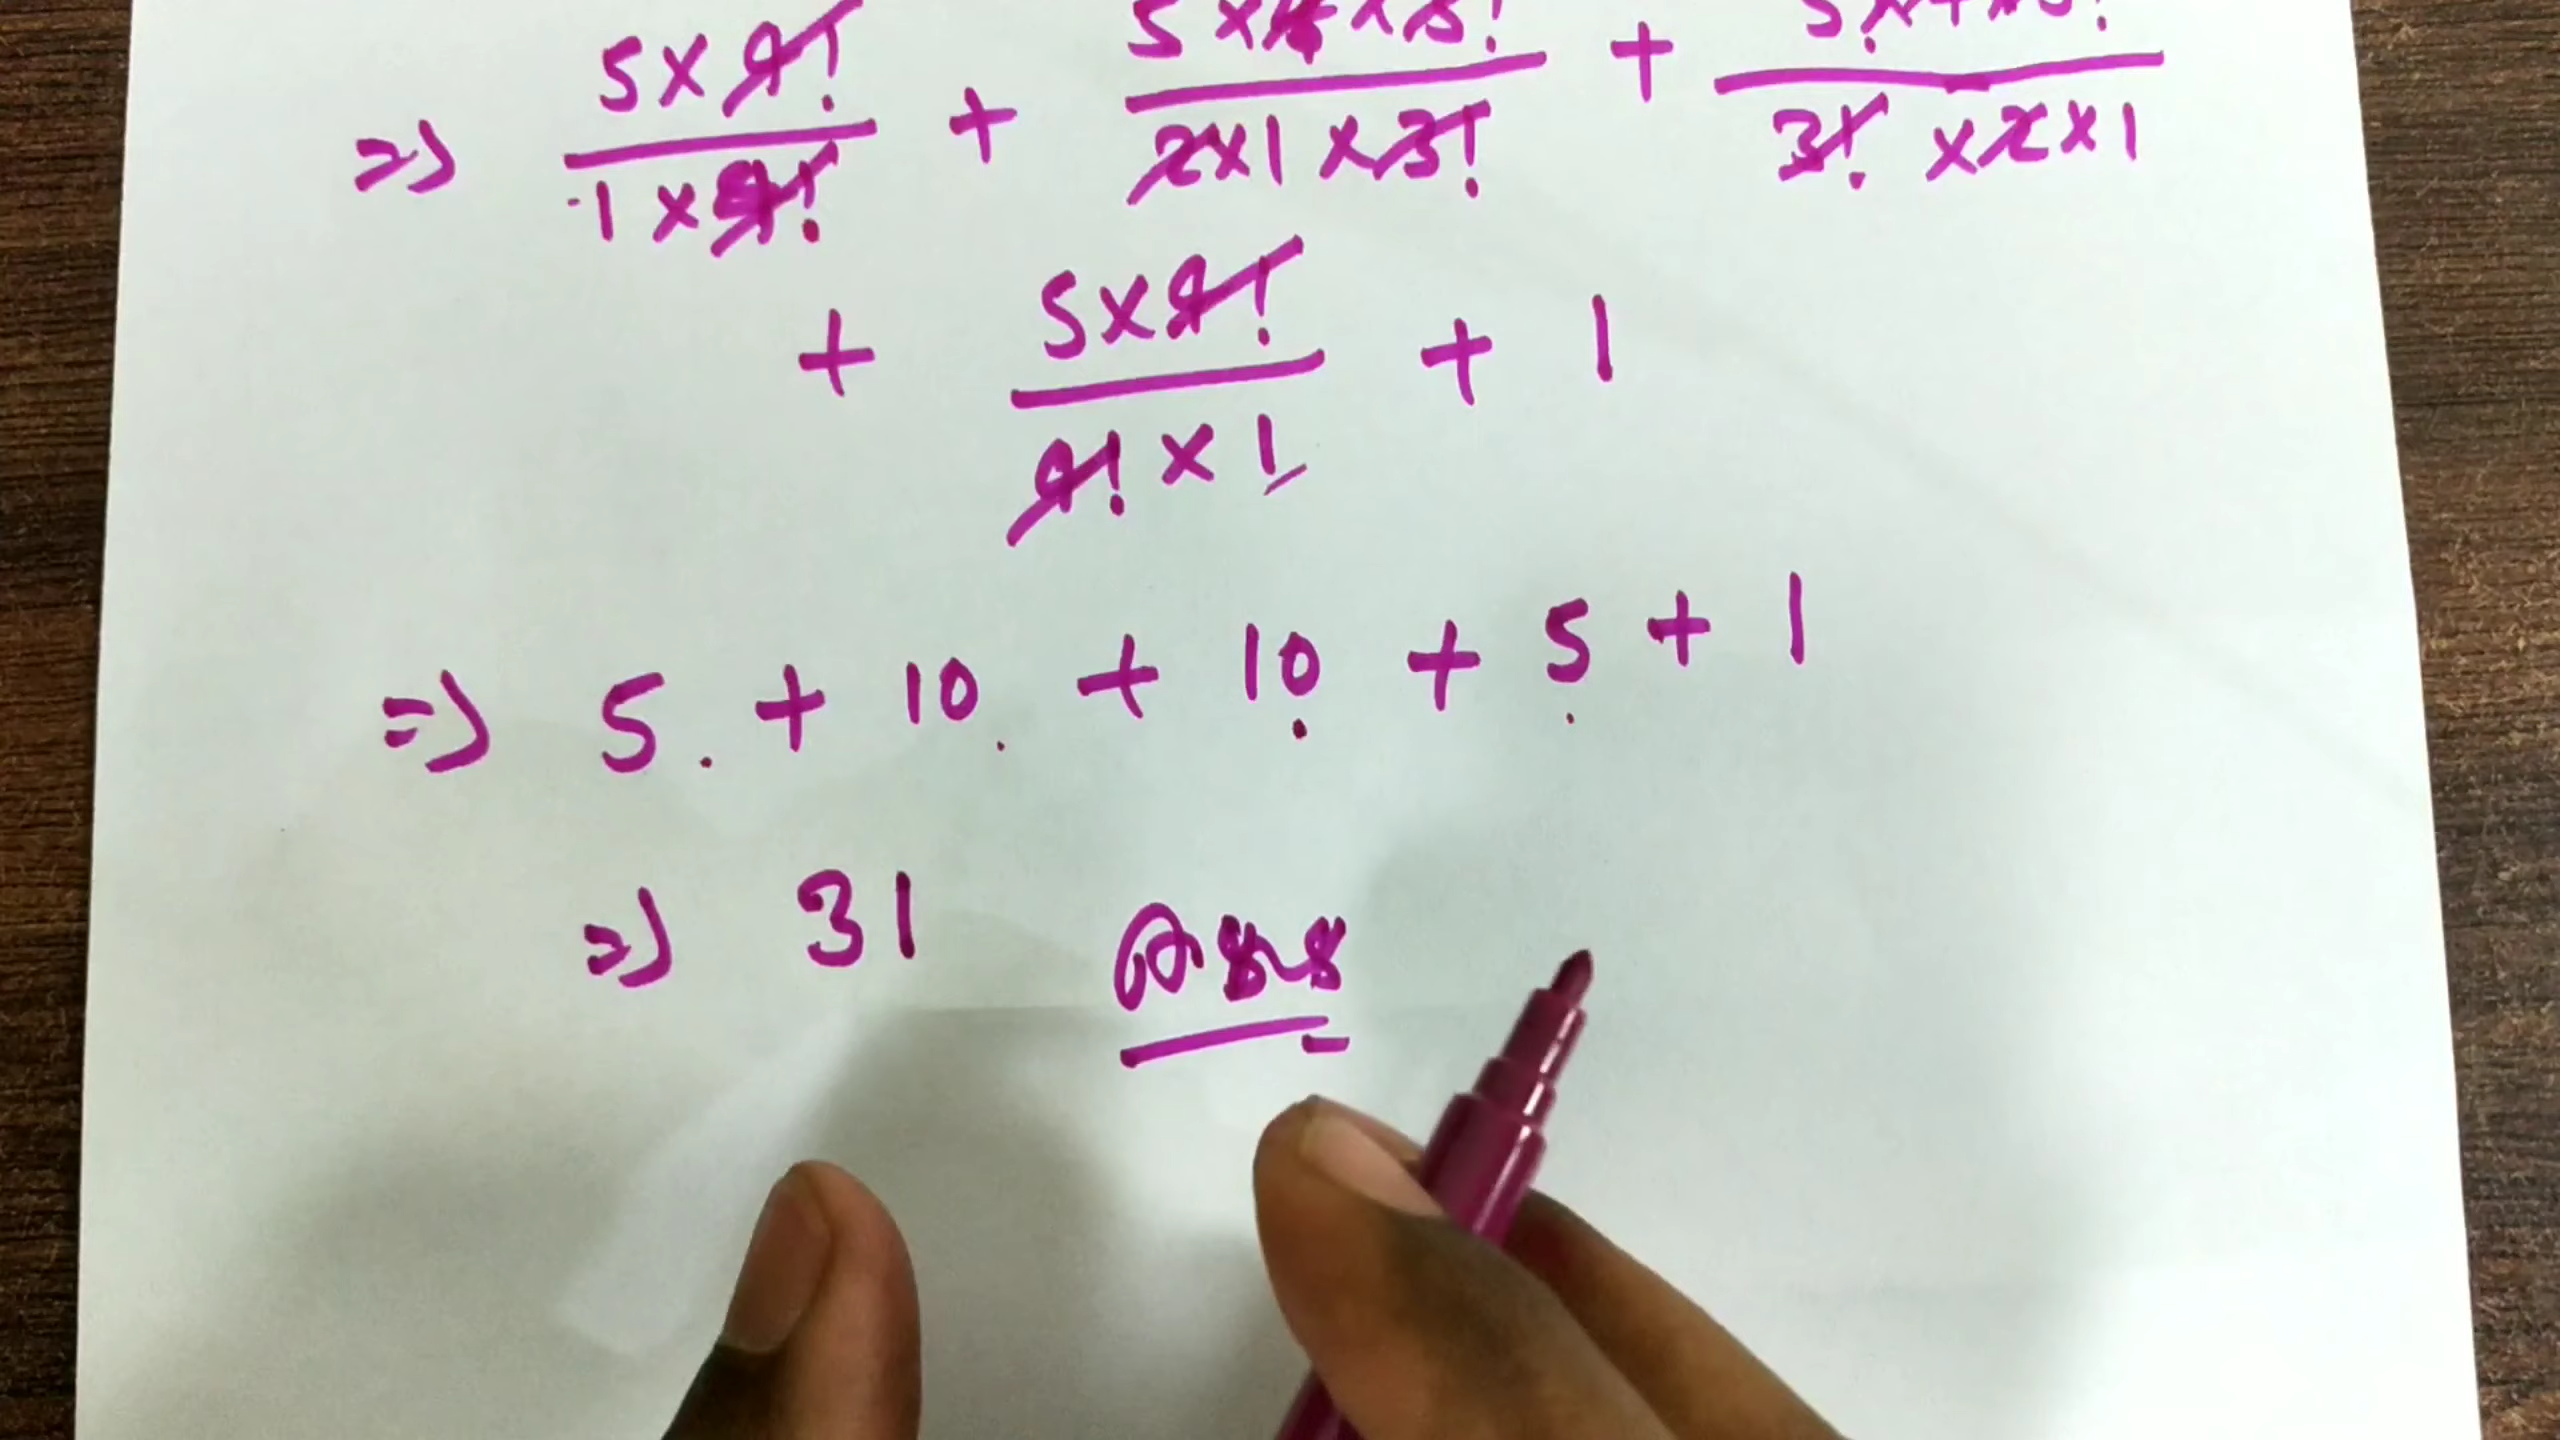 => 5×4! / 1×4! + 5×4×3! / 2×1×3! + 5×4×3! / 3!×2×1
+ 5×4! / 4!×1 + 1
=> 5 + 10 + 10 + 5 + 1
=> 31 Ans